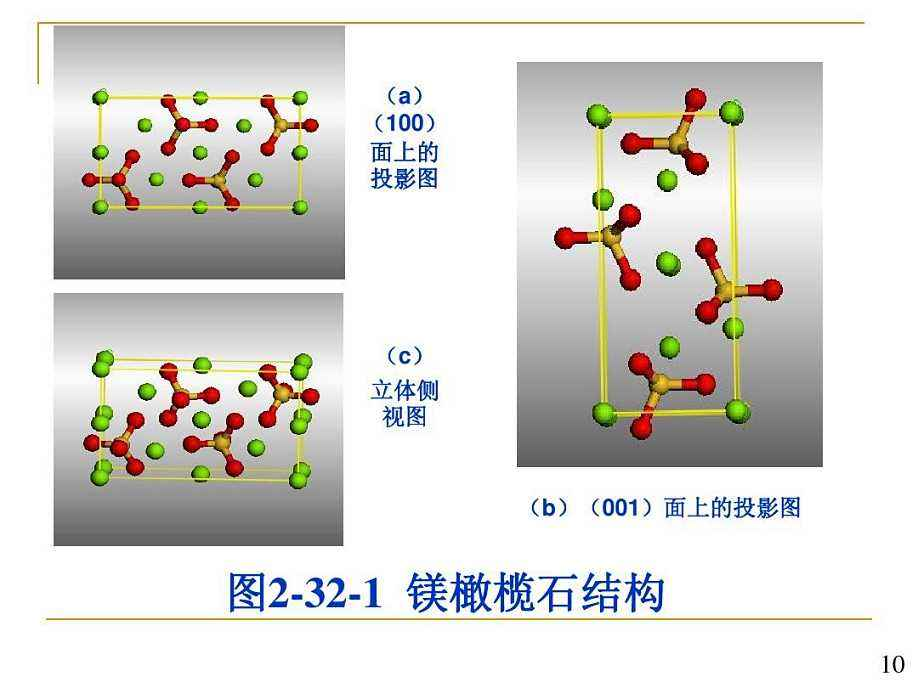 （a）
（100）
面上的
投影图
（c）
立体侧
视图
（b）（001）面上的投影图
图2-32-1 镁橄榄石结构
10